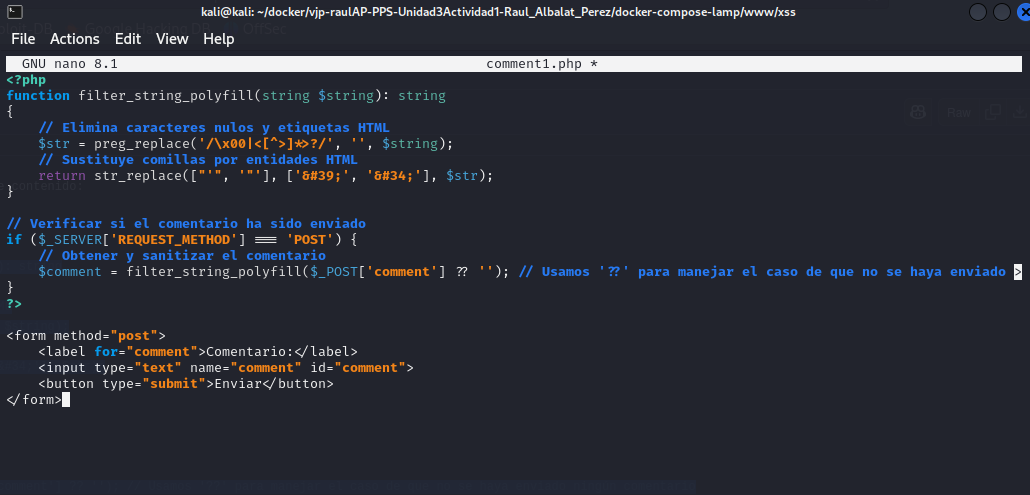 kali@kali: ~/docker/vjp-raulAP-PPS-Unidad3Actividad1-Raul_Albalat_Perez/docker-compose-lamp/www/xss
File Actions Edit View Help
GNU nano 8.1 comment1.php *
<?php
function filter_string_polyfill(string $string): string
{
    // Elimina caracteres nulos y etiquetas HTML
    $str = preg_replace('/\x00|<[^>]*>?/', '', $string);
    // Sustituye comillas por entidades HTML
    return str_replace(["'", '"'], ['&#39;', '&#34;'], $str);
}

// Verificar si el comentario ha sido enviado
if ($_SERVER['REQUEST_METHOD'] === 'POST') {
    // Obtener y sanitizar el comentario
    $comment = filter_string_polyfill($_POST['comment'] ?? ''); // Usamos '??' para manejar el caso de que no se haya enviado >
}
?>

<form method="post">
    <label for="comment">Comentario:</label>
    <input type="text" name="comment" id="comment">
    <button type="submit">Enviar</button>
</form>